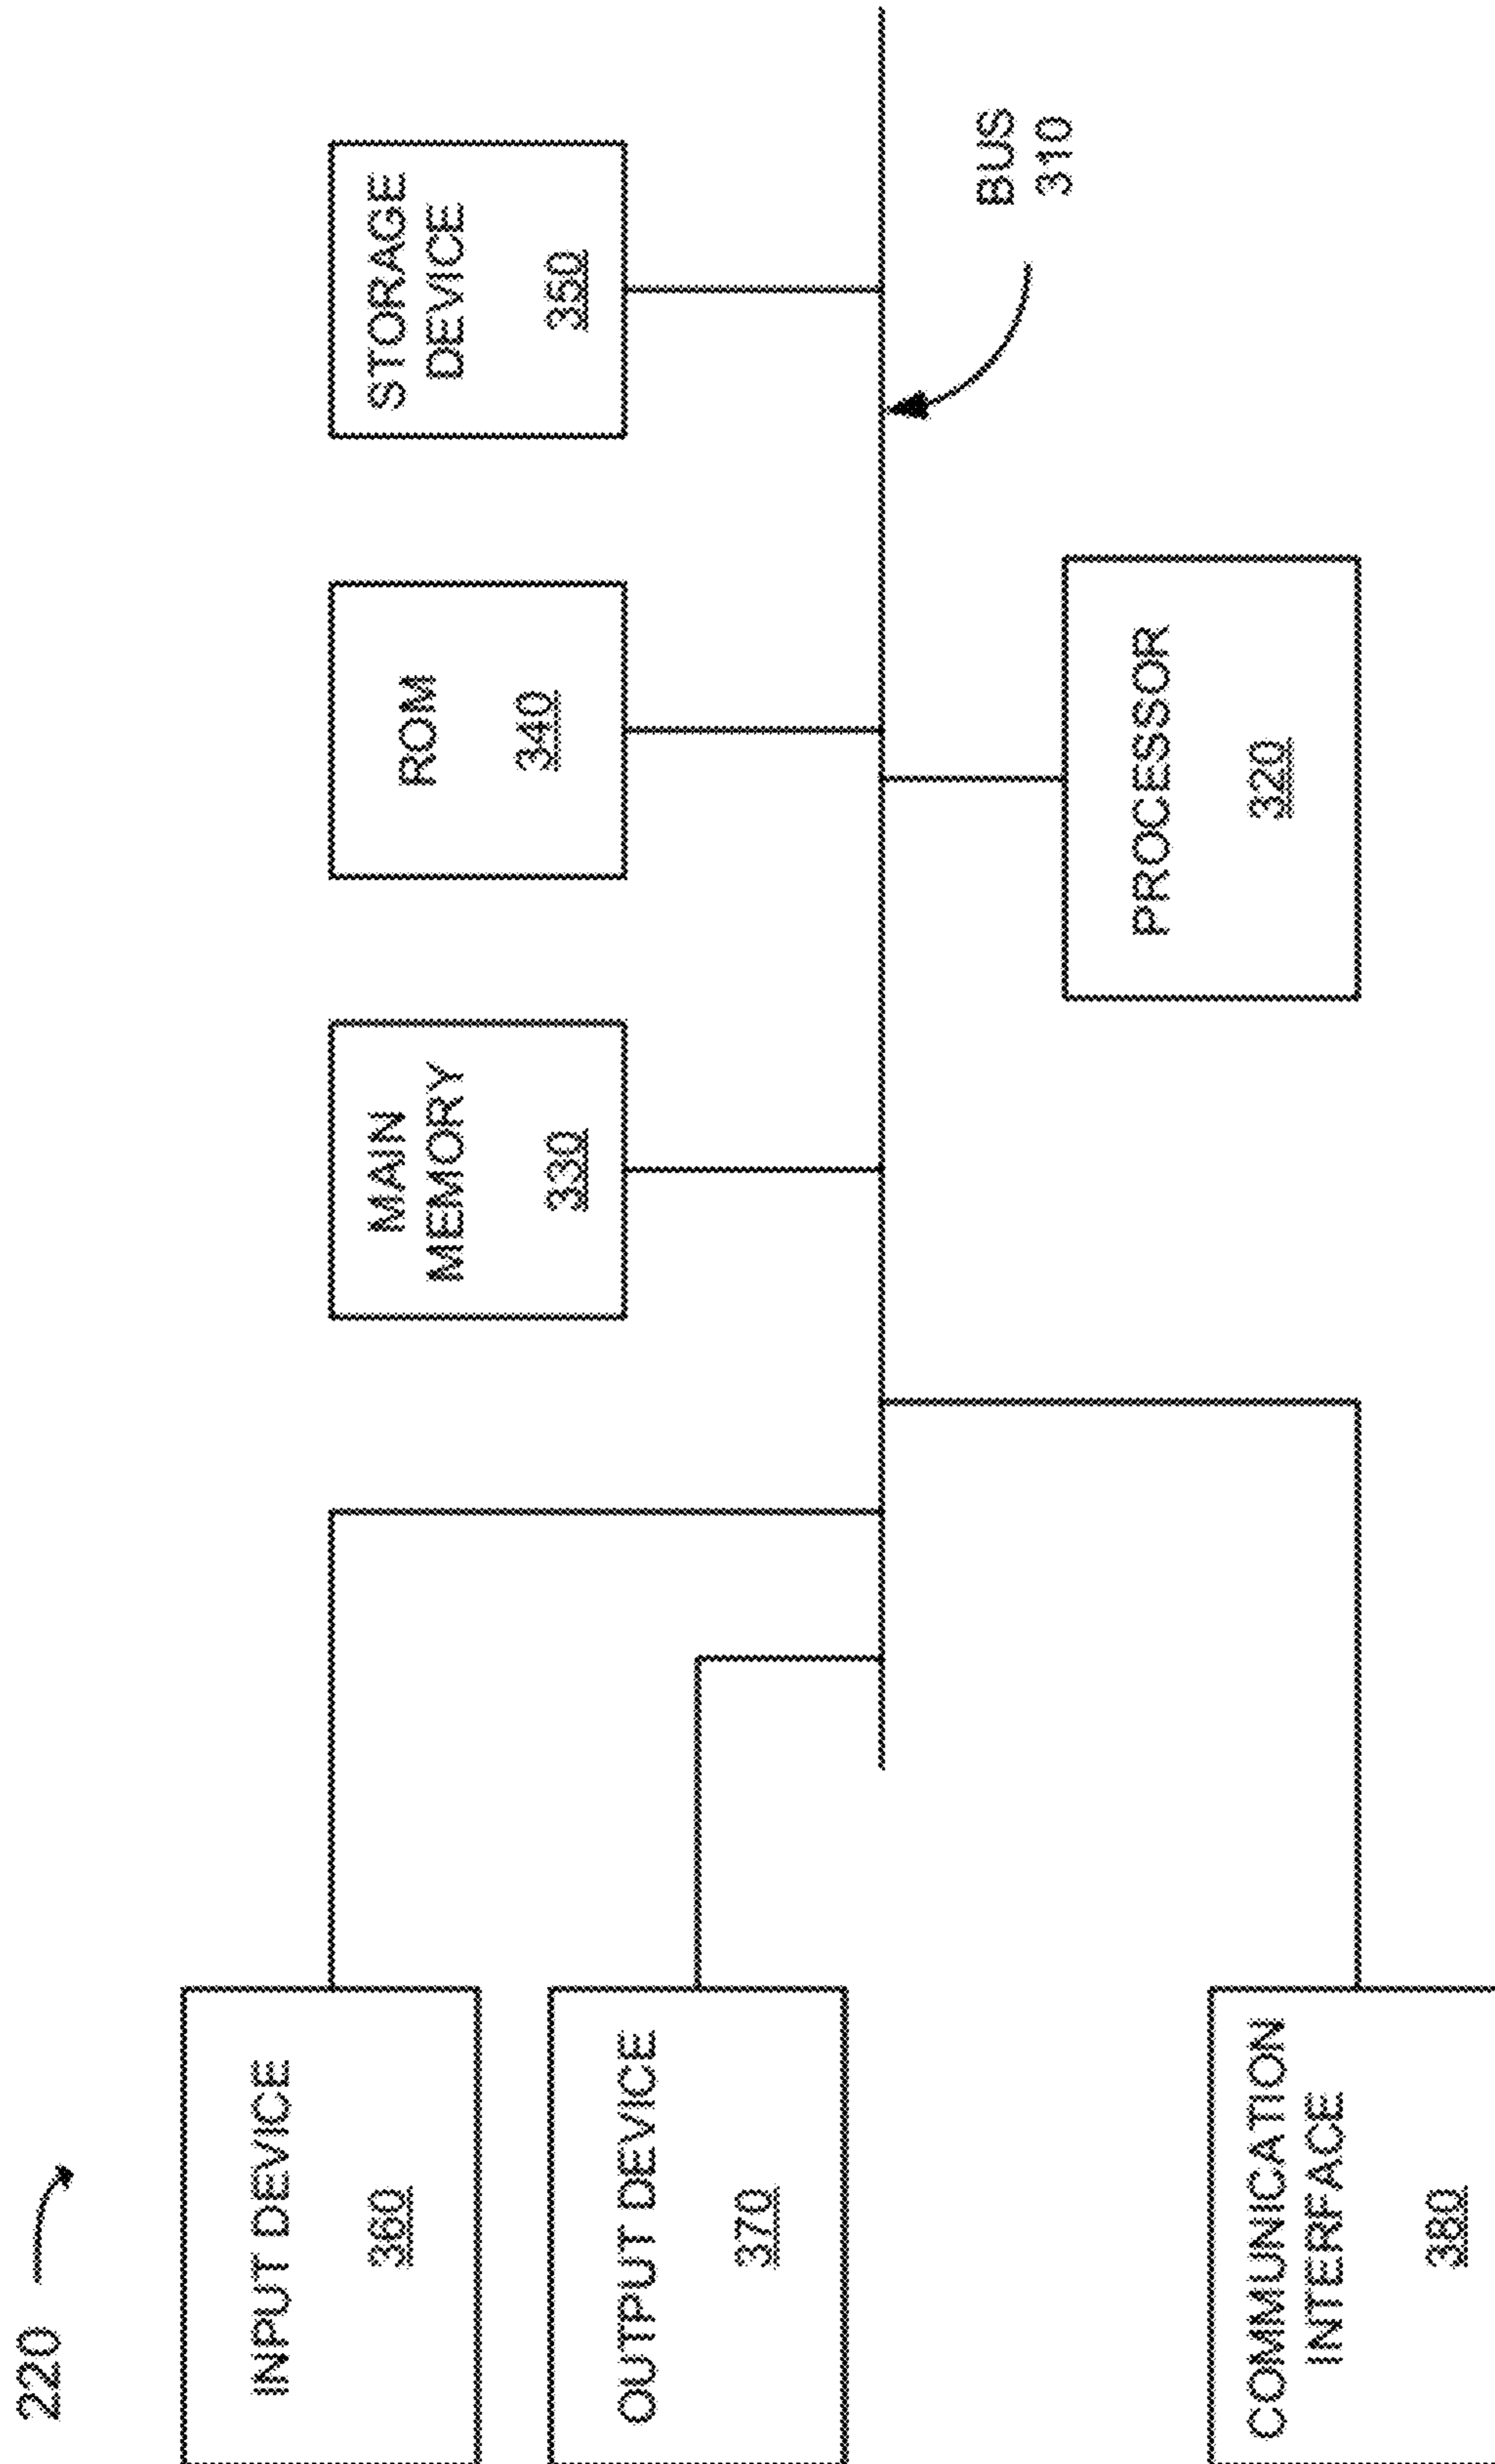 220
INPUT DEVICE
360
OUTPUT DEVICE
370
COMMUNICATION
INTERFACE
380
MAIN
MEMORY
330
ROM
340
STORAGE
DEVICE
350
PROCESSOR
320
BUS
310